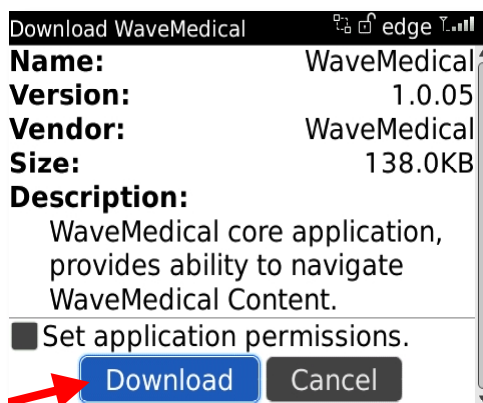 Download WaveMedical edge
Name: WaveMedical
Version: 1.0.05
Vendor: WaveMedical
Size: 138.0KB
Description:
WaveMedical core application,
provides ability to navigate
WaveMedical Content.
Set application permissions.
Download Cancel